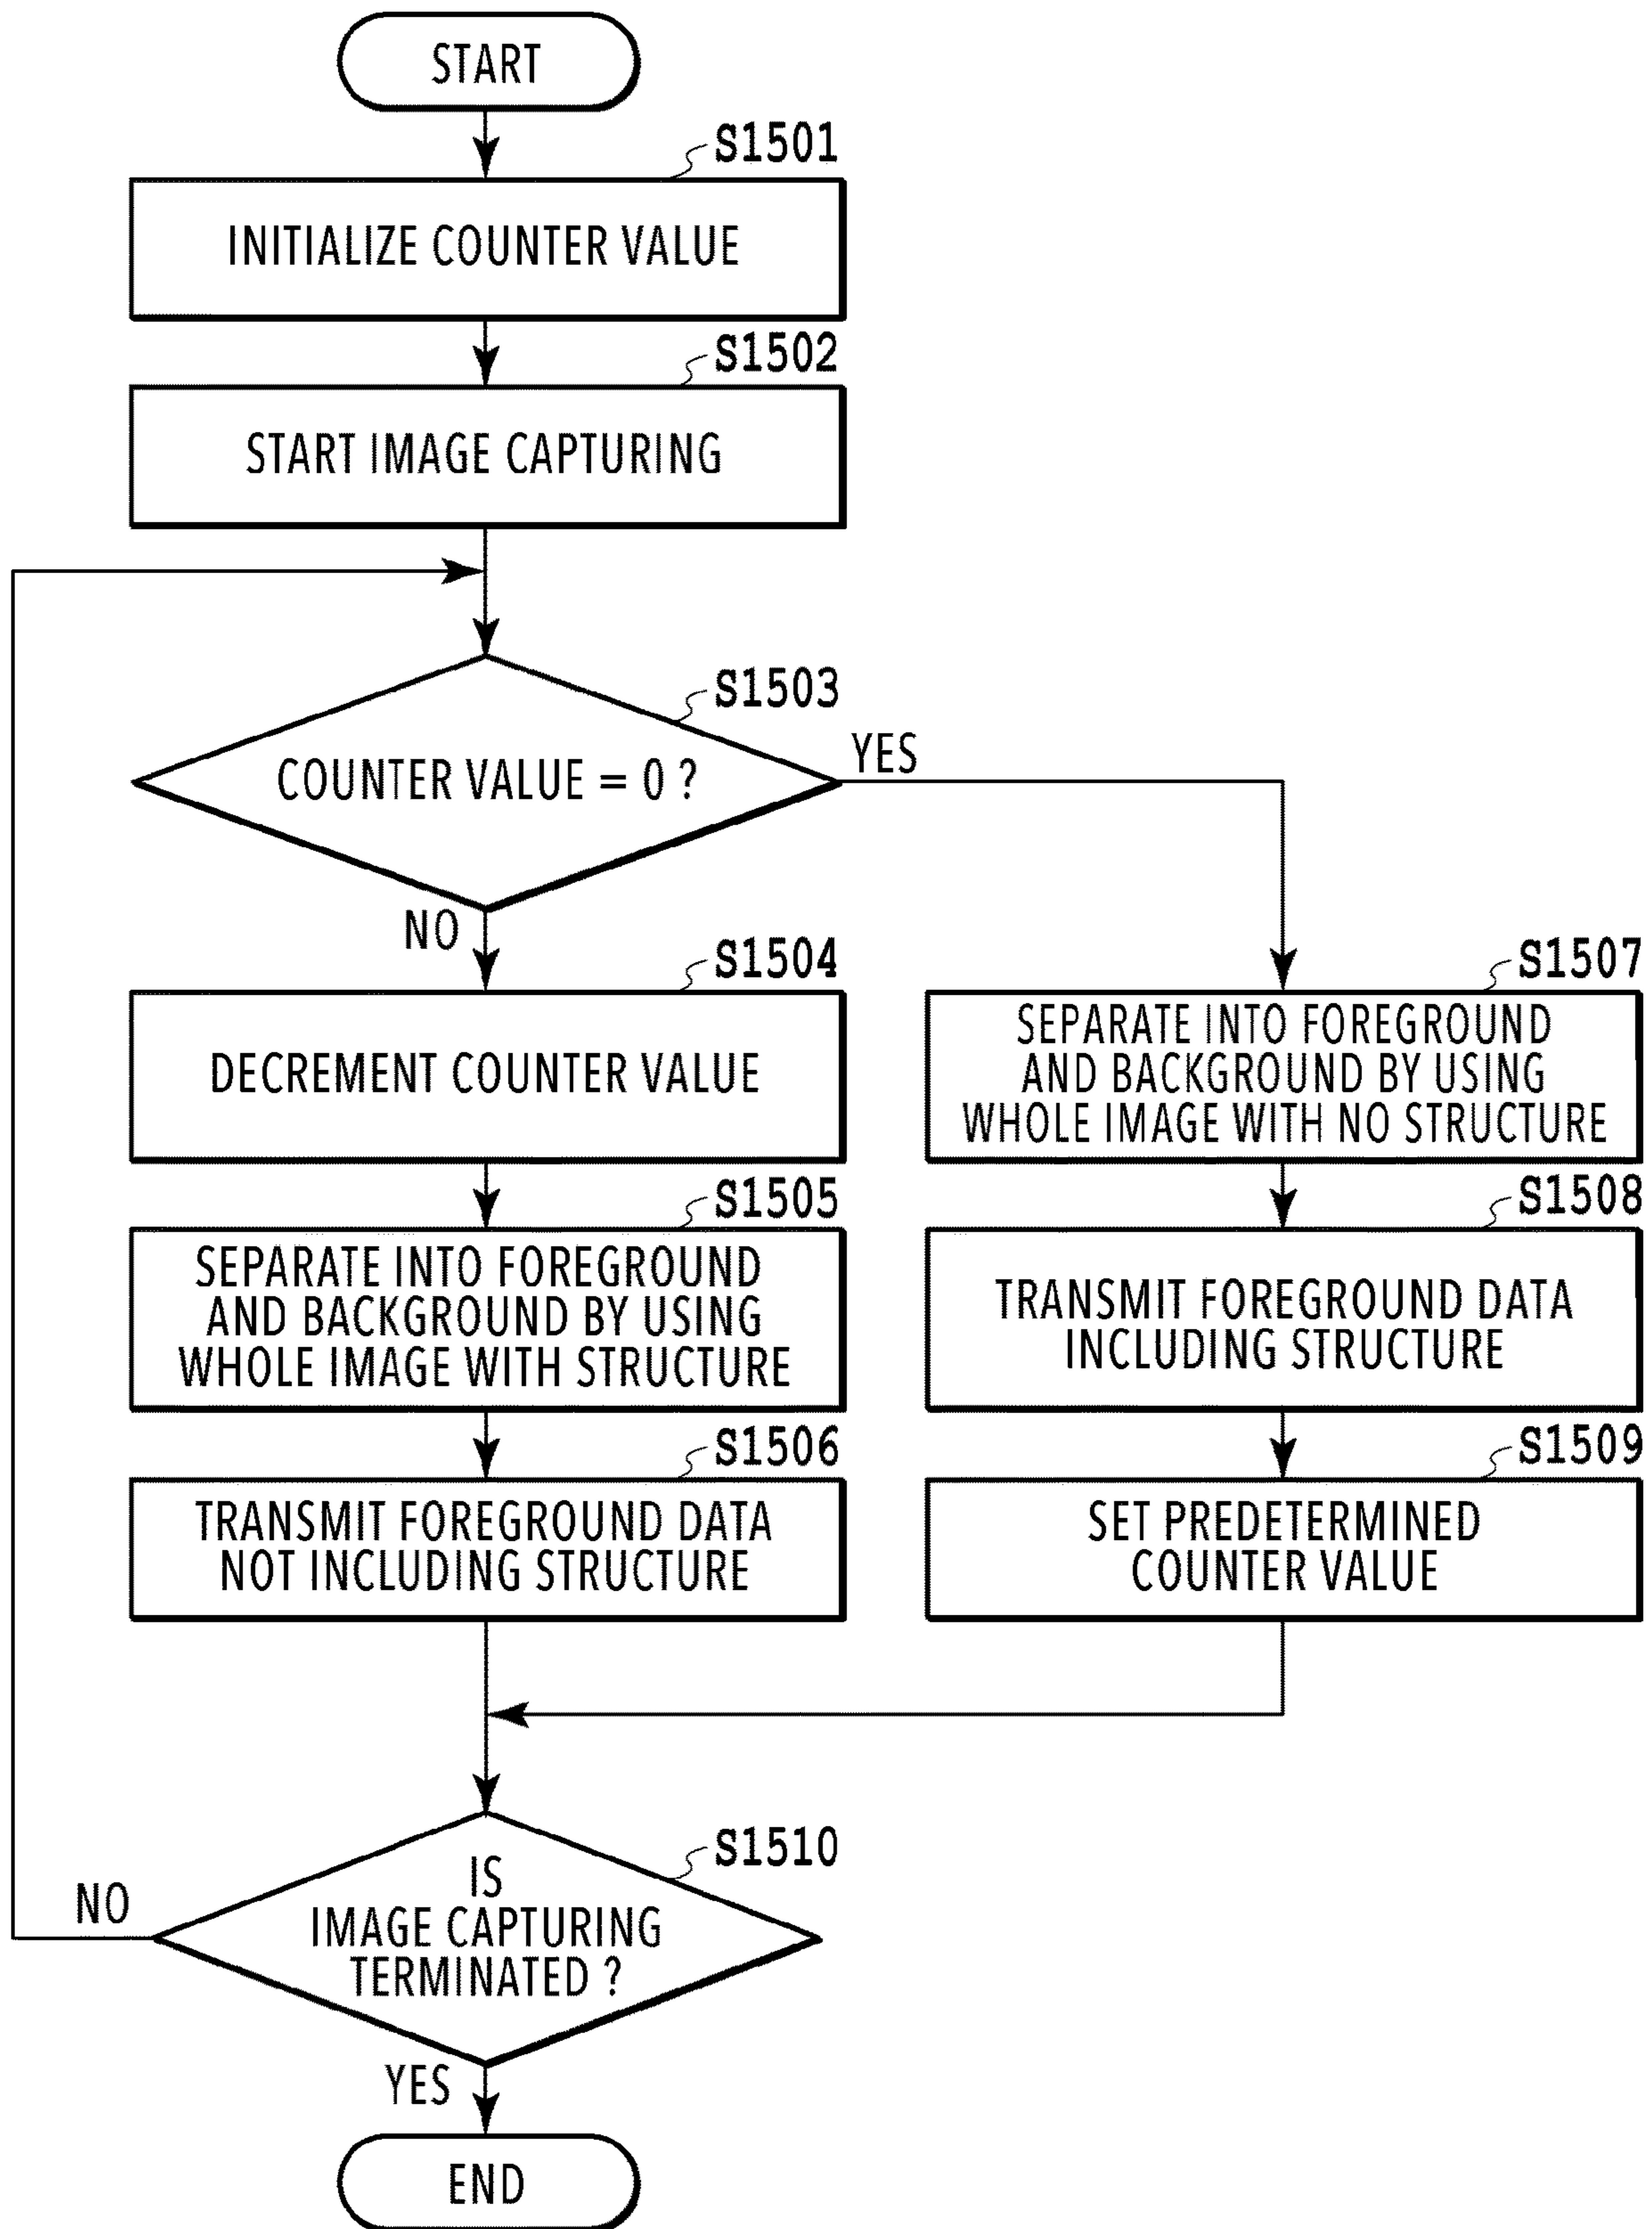 START
S1501
INITIALIZE COUNTER VALUE
S1502
START IMAGE CAPTURING
S1503
COUNTER VALUE = 0 ?
YES
NO
S1504
DECREMENT COUNTER VALUE
S1505
SEPARATE INTO FOREGROUND
AND BACKGROUND BY USING
WHOLE IMAGE WITH STRUCTURE
S1506
TRANSMIT FOREGROUND DATA
NOT INCLUDING STRUCTURE
S1507
SEPARATE INTO FOREGROUND
AND BACKGROUND BY USING
WHOLE IMAGE WITH NO STRUCTURE
S1508
TRANSMIT FOREGROUND DATA
INCLUDING STRUCTURE
S1509
SET PREDETERMINED
COUNTER VALUE
S1510
IS
IMAGE CAPTURING
TERMINATED ?
NO
YES
END